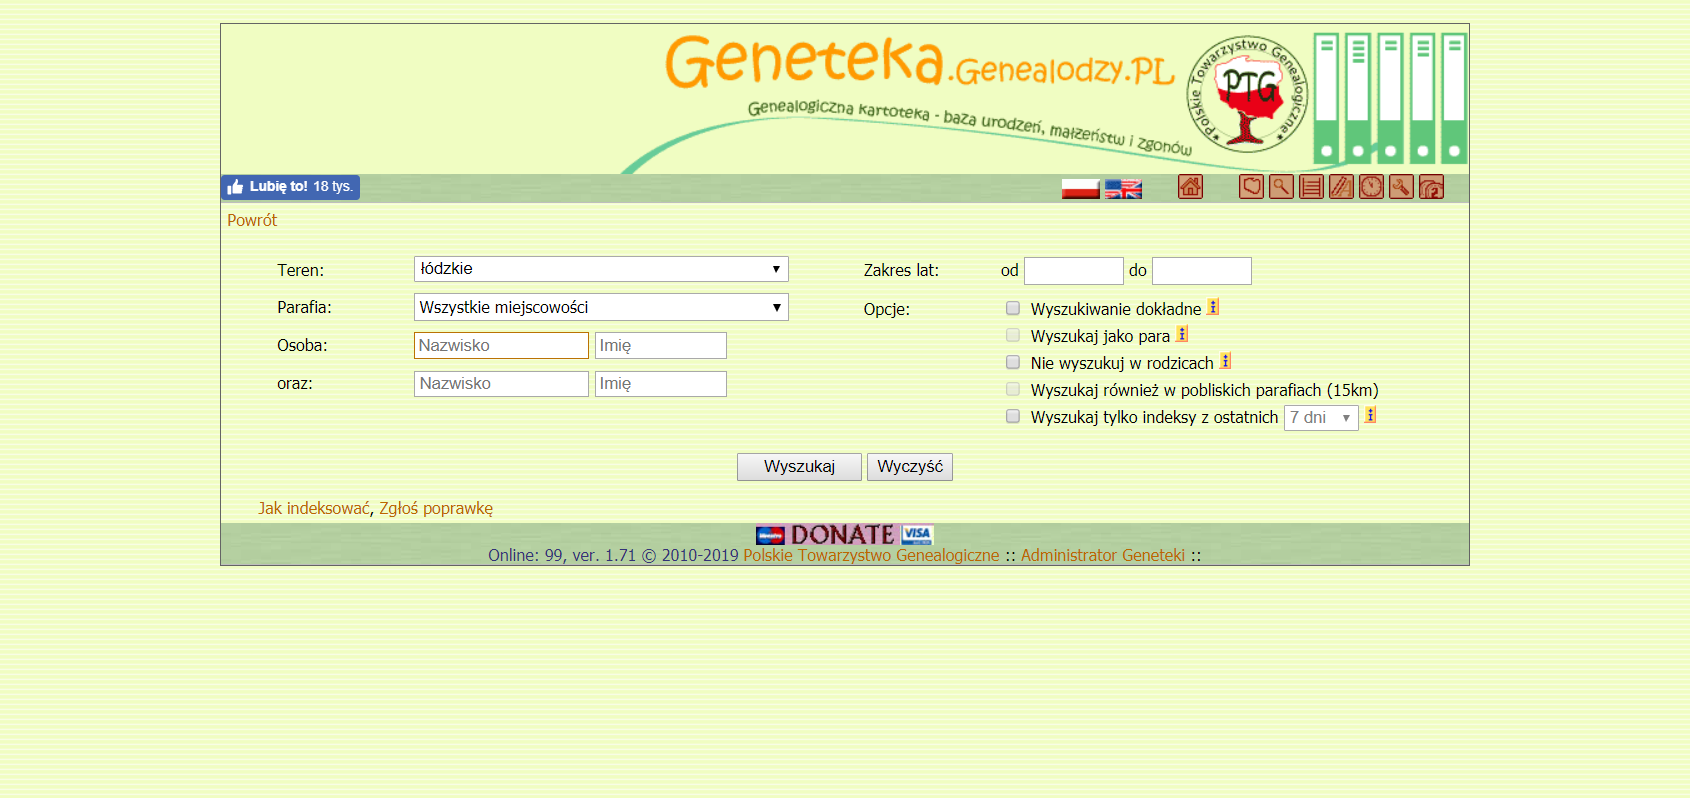 Geneteka.Genealodzy.PL
Genealogiczna kartoteka - baza urodzeń, małżeństw i zgonów
Polskie Towarzystwo Genealogiczne
PTG
Lubię to! 18 tys.
Powrót
Teren: łódzkie
Zakres lat: od do
Parafia: Wszystkie miejscowości
Opcje: Wyszukiwanie dokładne
Wyszukaj jako para
Osoba: Nazwisko Imię
Nie wyszukuj w rodzicach
oraz: Nazwisko Imię
Wyszukaj również w pobliskich parafiach (15km)
Wyszukaj tylko indeksy z ostatnich 7 dni
Wyszukaj Wyczyść
Jak indeksować, Zgłoś poprawkę
Maestro DONATE VISA
Online: 99, ver. 1.71 © 2010-2019 Polskie Towarzystwo Genealogiczne :: Administrator Geneteki ::